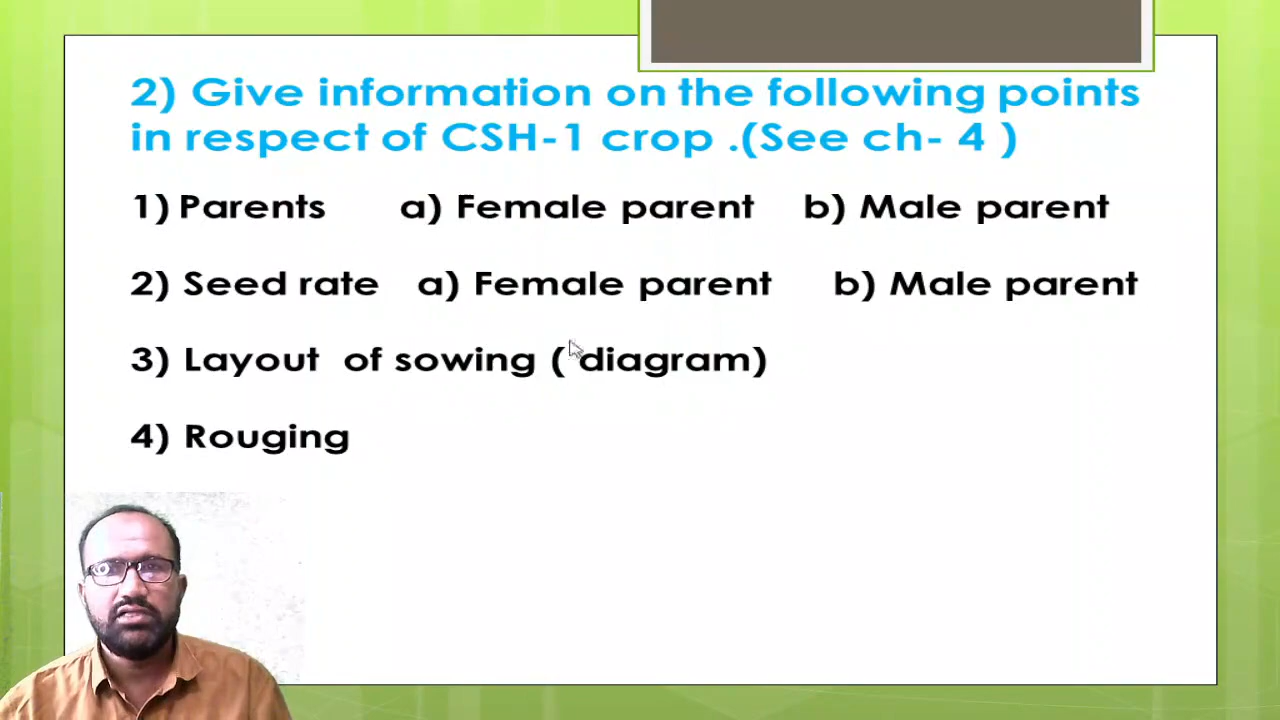 2) Give information on the following points
in respect of CSH-1 crop .(See ch- 4 )
1) Parents a) Female parent b) Male parent
2) Seed rate a) Female parent b) Male parent
3) Layout of sowing ( diagram)
4) Rouging